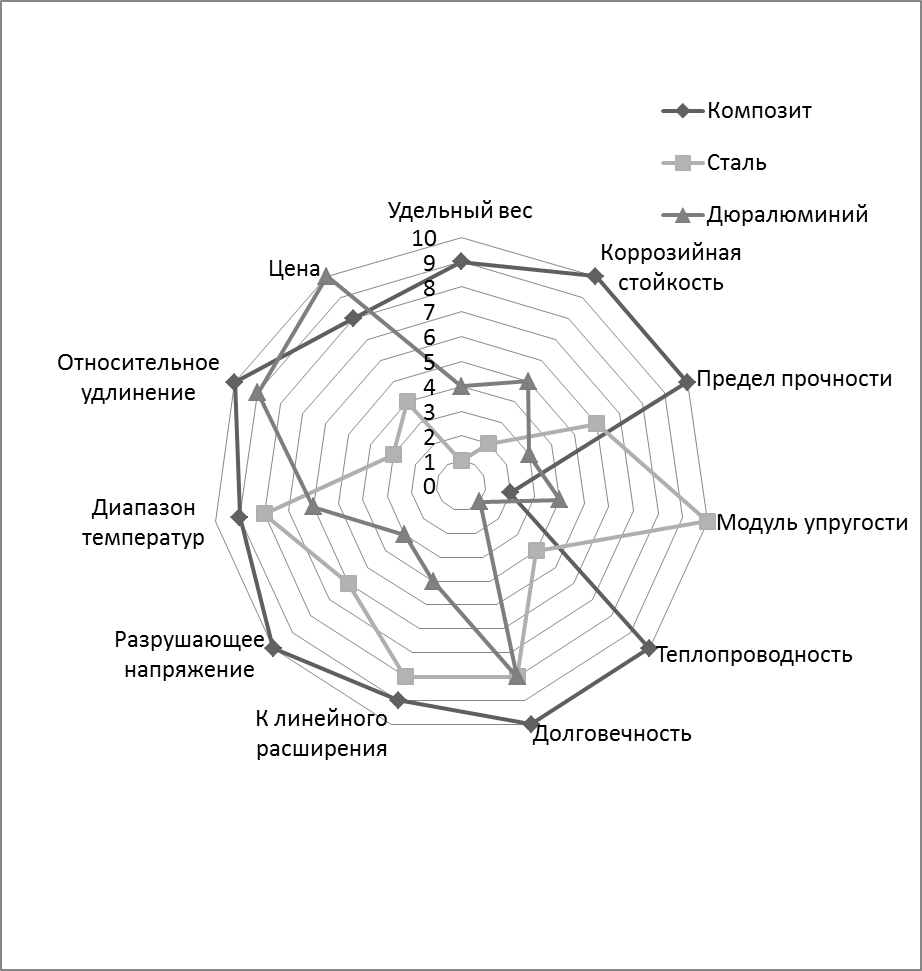 Композит
Сталь
Дюралюминий
Удельный вес
Коррозийная
стойкость
Предел прочности
Модуль упругости
Теплопроводность
Долговечность
К линейного
расширения
Разрушающее
напряжение
Диапазон
температур
Относительное
удлинение
Цена
10
9
8
7
6
5
4
3
2
1
0